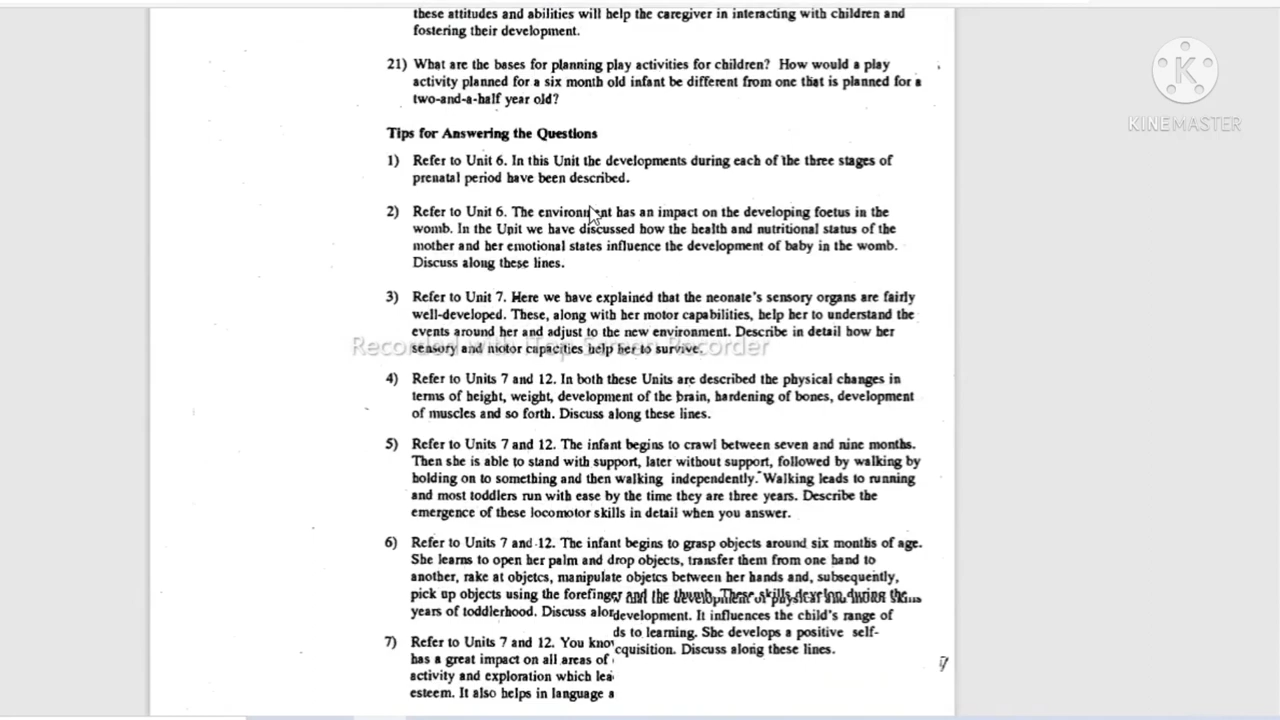 these attitudes and abilities will help the caregiver in interacting with children and
fostering their development.
21) What are the bases for planning play activities for children? How would a play
activity planned for a six month old infant be different from one that is planned for a
two-and-a-half year old?
KINEMASTER
Tips for Answering the Questions
1) Refer to Unit 6. In this Unit the developments during each of the three stages of
prenatal period have been described.
2) Refer to Unit 6. The environment has an impact on the developing foetus in the
womb. In the Unit we have discussed how the health and nutritional status of the
mother and her emotional states influence the development of baby in the womb.
Discuss along these lines.
3) Refer to Unit 7. Here we have explained that the neonate's sensory organs are fairly
well-developed. These, along with her motor capabilities, help her to understand the
events around her and adjust to the new environment. Describe in detail how her
sensory and motor capacities help her to survive.
Recorded with iTop Screen Recorder
4) Refer to Units 7 and 12. In both these Units are described the physical changes in
terms of height, weight, development of the brain, hardening of bones, development
of muscles and so forth. Discuss along these lines.
5) Refer to Units 7 and 12. The infant begins to crawl between seven and nine months.
Then she is able to stand with support, later without support, followed by walking by
holding on to something and then walking independently. Walking leads to running
and most toddlers run with ease by the time they are three years. Describe the
emergence of these locomotor skills in detail when you answer.
6) Refer to Units 7 and 12. The infant begins to grasp objects around six months of age.
She learns to open her palm and drop objects, transfer them from one hand to
another, rake at objetcs, manipulate objetcs between her hands and, subsequently,
pick up objects using the forefinger and the
years of toddlerhood. Discuss
development. It influences the child's range of
to learning. She develops a positive self-
7) Refer to Units 7 and 12. You
Discuss along these lines.
has a great impact on all areas of
activity and exploration which
esteem. It also helps in language